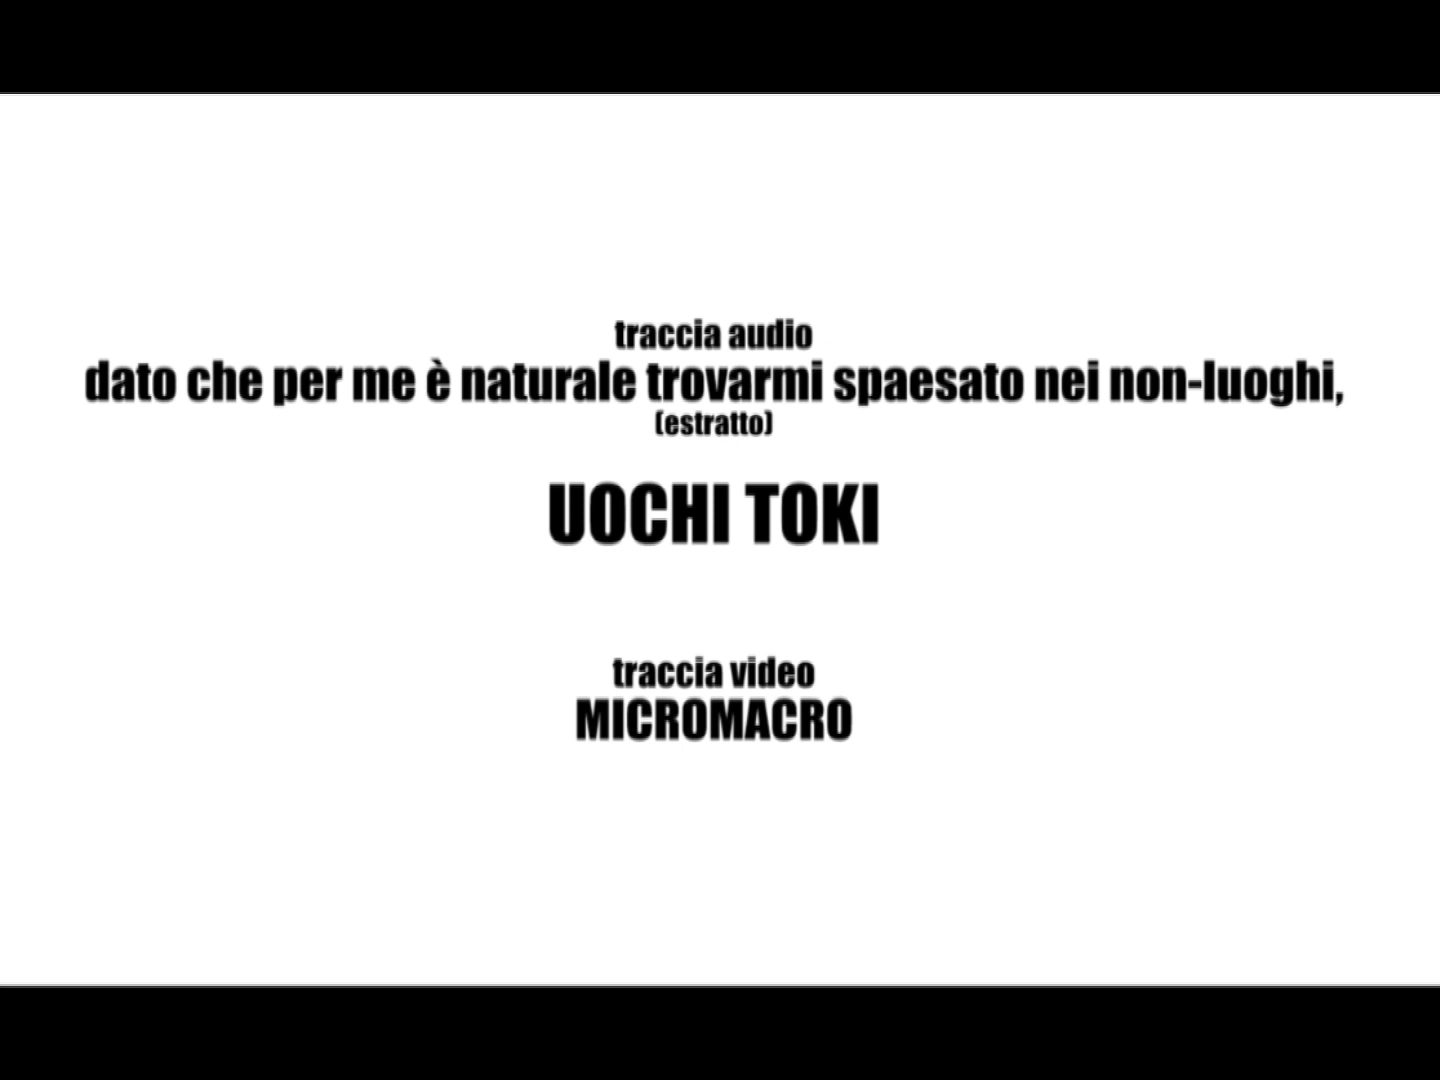 traccia audio
dato che per me è naturale trovarmi spaesato nei non-luoghi,
(estratto)
UOCHI TOKI
traccia video
MICROMACRO